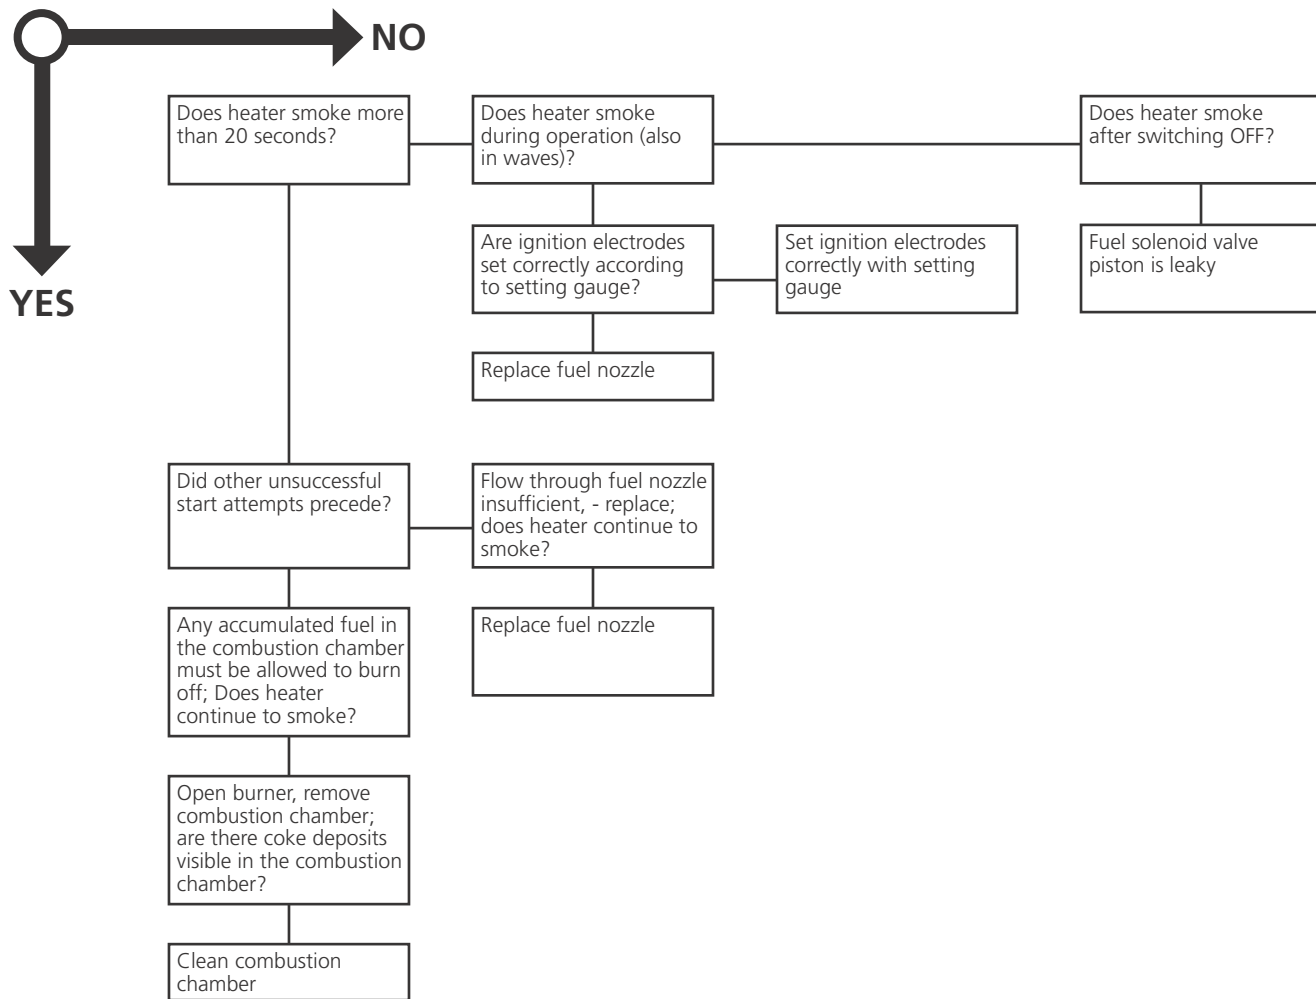 NO
YES
Does heater smoke more
than 20 seconds?
Does heater smoke
during operation (also
in waves)?
Does heater smoke
after switching OFF?
Are ignition electrodes
set correctly according
to setting gauge?
Set ignition electrodes
correctly with setting
gauge
Fuel solenoid valve
piston is leaky
Replace fuel nozzle
Did other unsuccessful
start attempts precede?
Flow through fuel nozzle
insufficient, - replace;
does heater continue to
smoke?
Any accumulated fuel in
the combustion chamber
must be allowed to burn
off; Does heater
continue to smoke?
Replace fuel nozzle
Open burner, remove
combustion chamber;
are there coke deposits
visible in the combustion
chamber?
Clean combustion
chamber